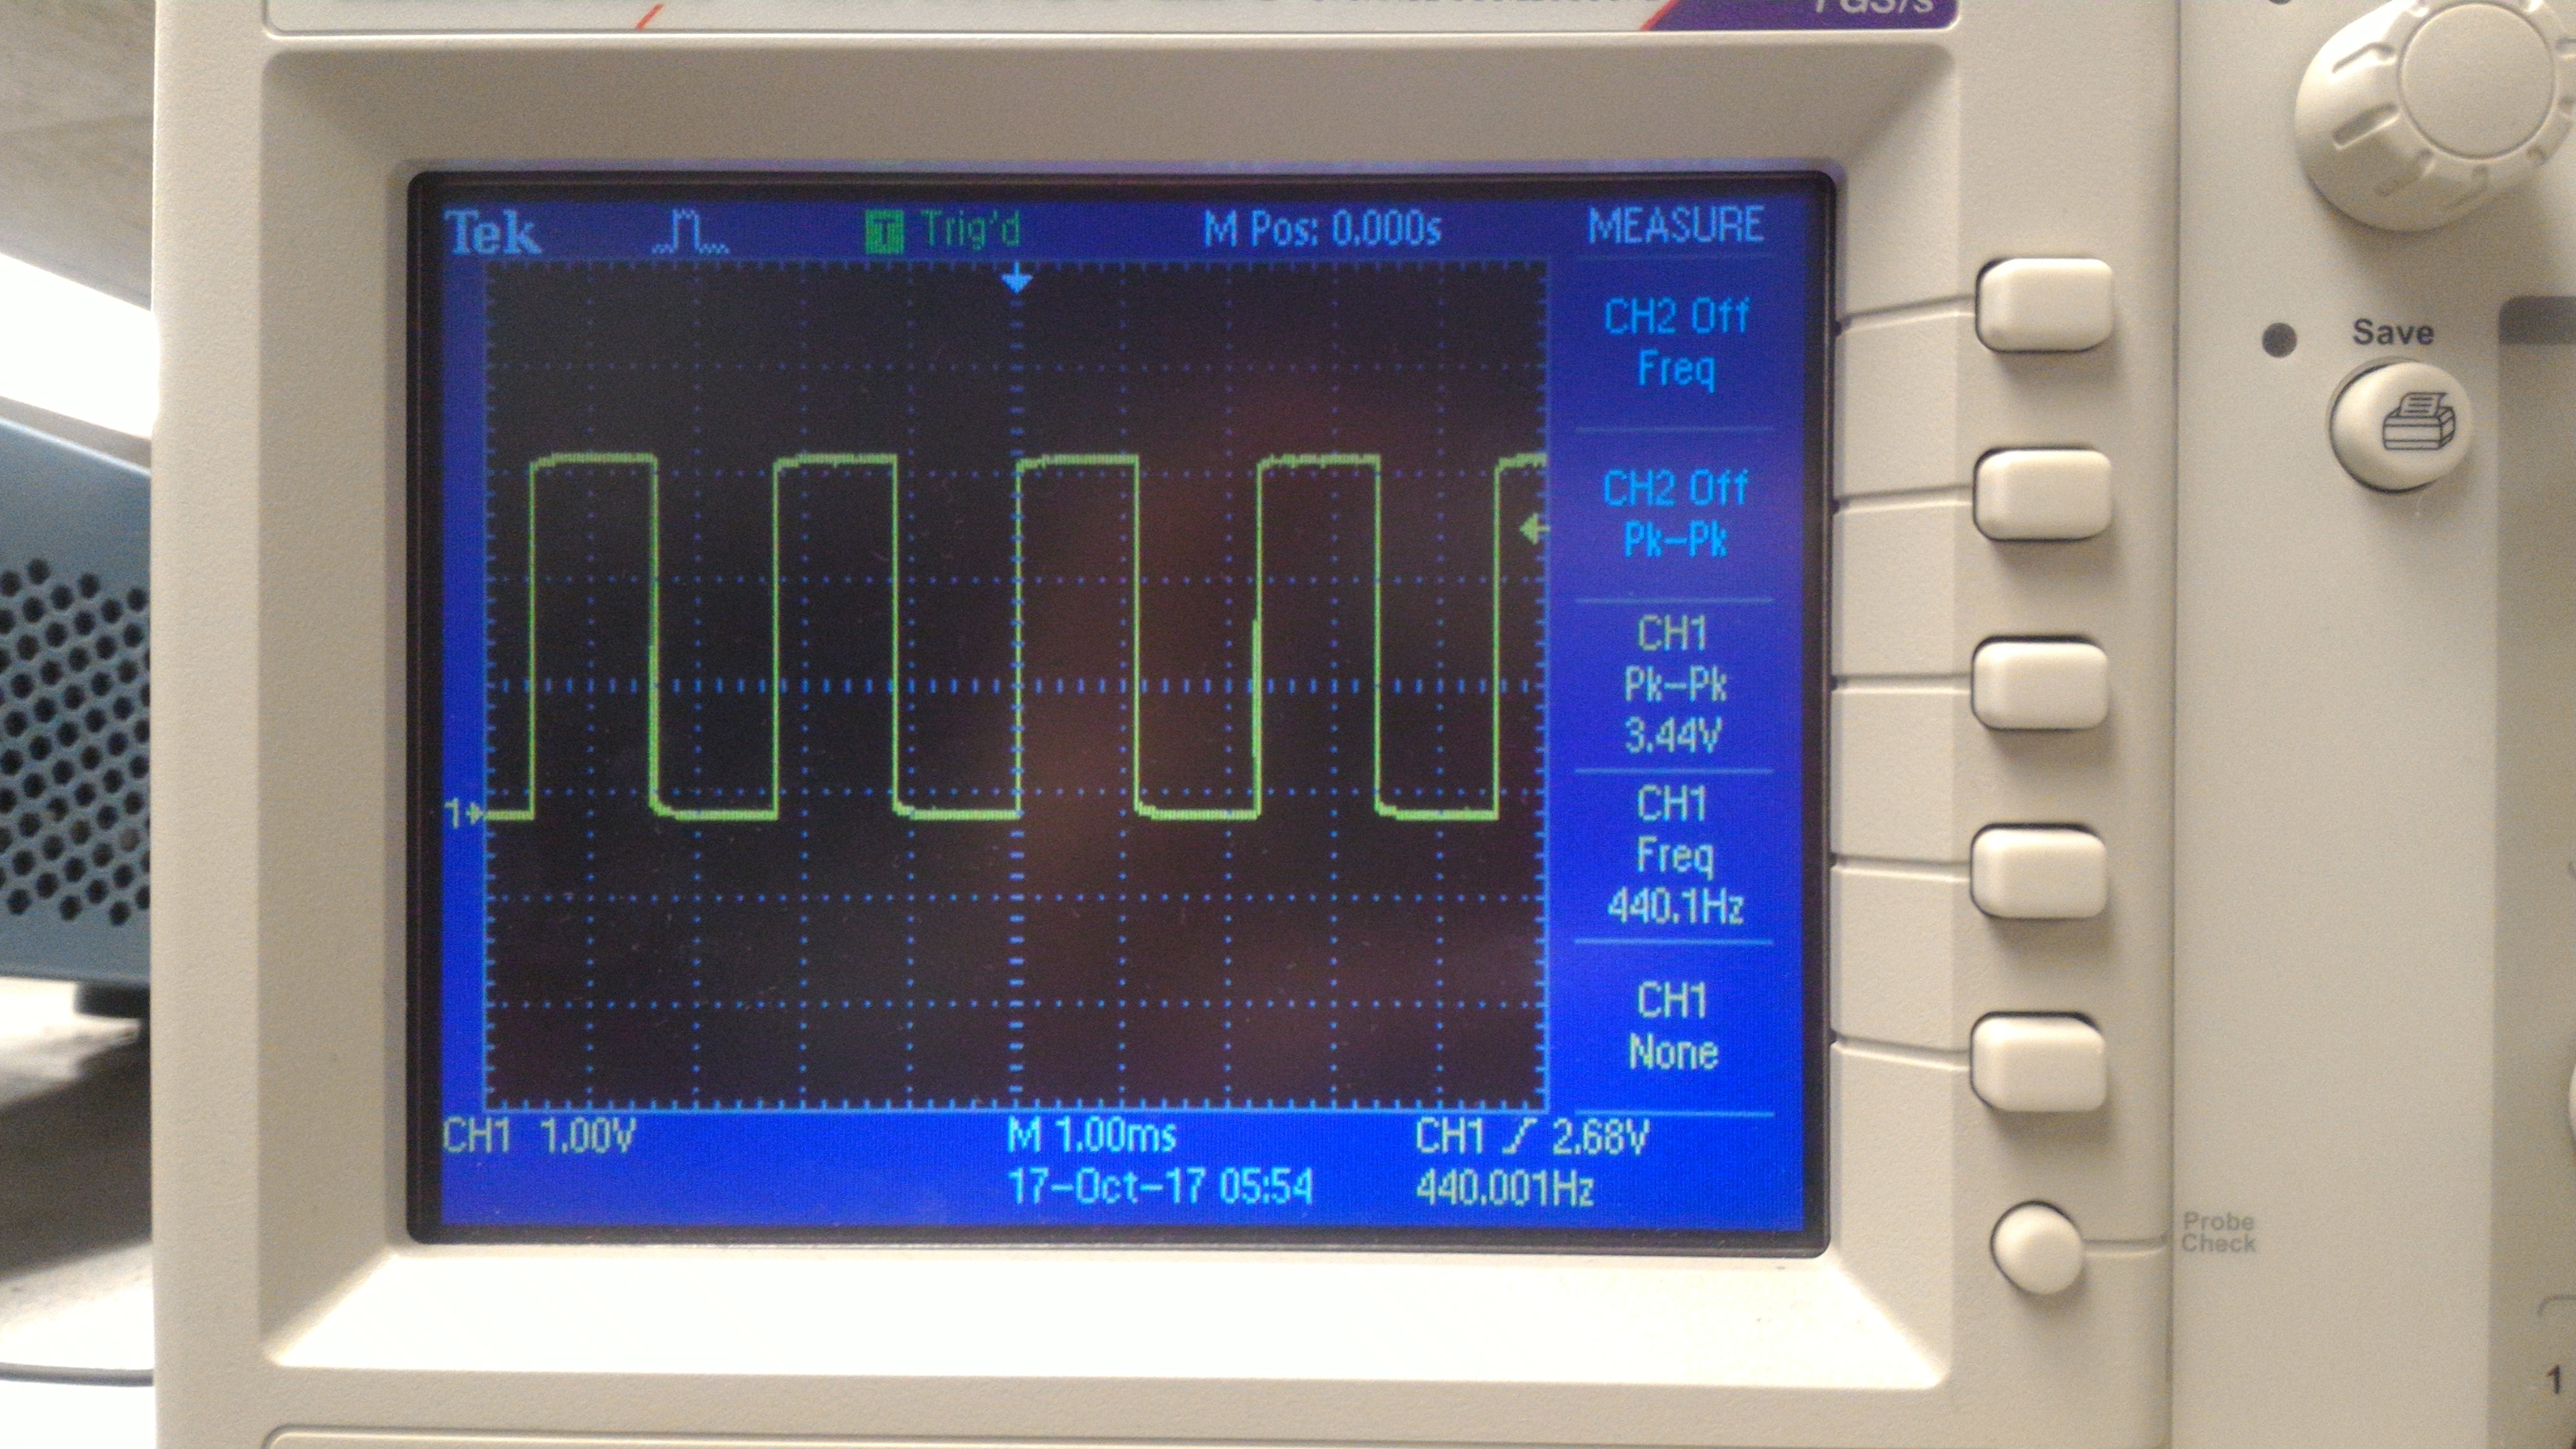 1 GS/s
Tek
T Trig'd
M Pos: 0.000s
MEASURE
CH2 Off
Freq
CH2 Off
Pk-Pk
CH1
Pk-Pk
3.44V
CH1
Freq
440.1Hz
CH1
None
1
CH1 1.00V
M 1.00ms
CH1 2.68V
17-Oct-17 05:54
440.001Hz
Save
Probe
Check
1